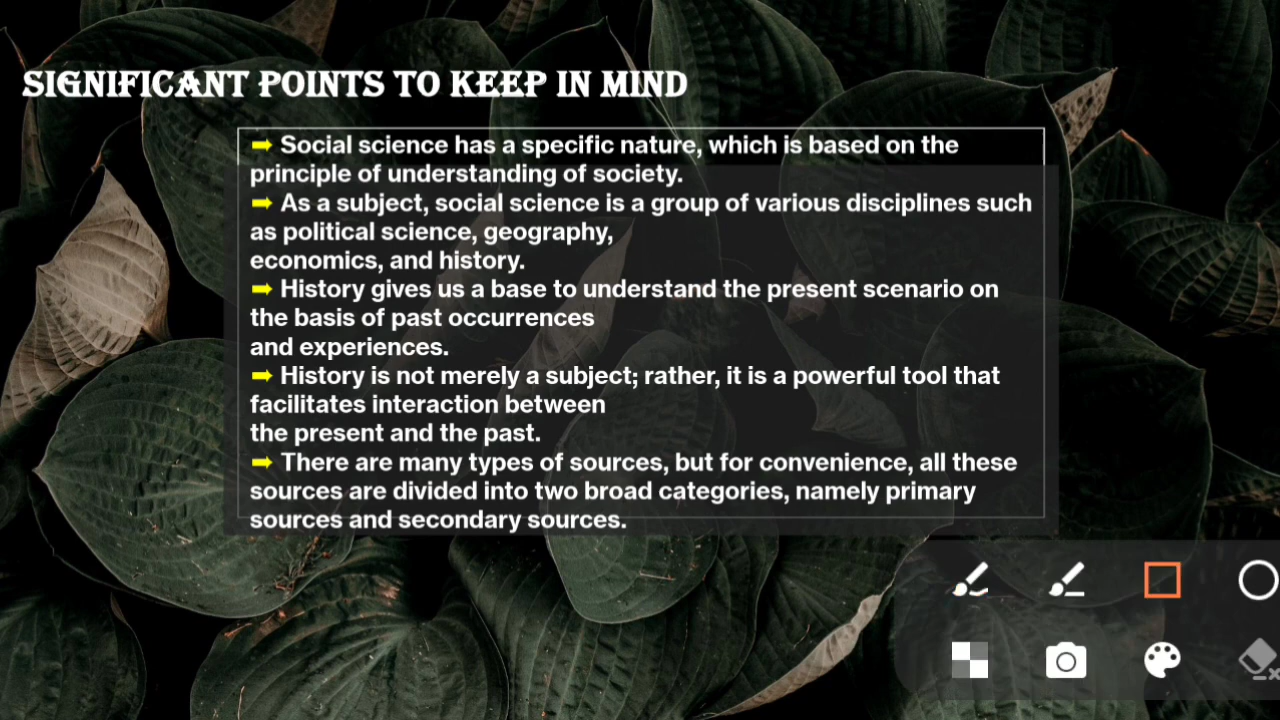 SIGNIFICANT POINTS TO KEEP IN MIND
➡ Social science has a specific nature, which is based on the
principle of understanding of society.
➡ As a subject, social science is a group of various disciplines such
as political science, geography,
economics, and history.
➡ History gives us a base to understand the present scenario on
the basis of past occurrences
and experiences.
➡ History is not merely a subject; rather, it is a powerful tool that
facilitates interaction between
the present and the past.
➡ There are many types of sources, but for convenience, all these
sources are divided into two broad categories, namely primary
sources and secondary sources.